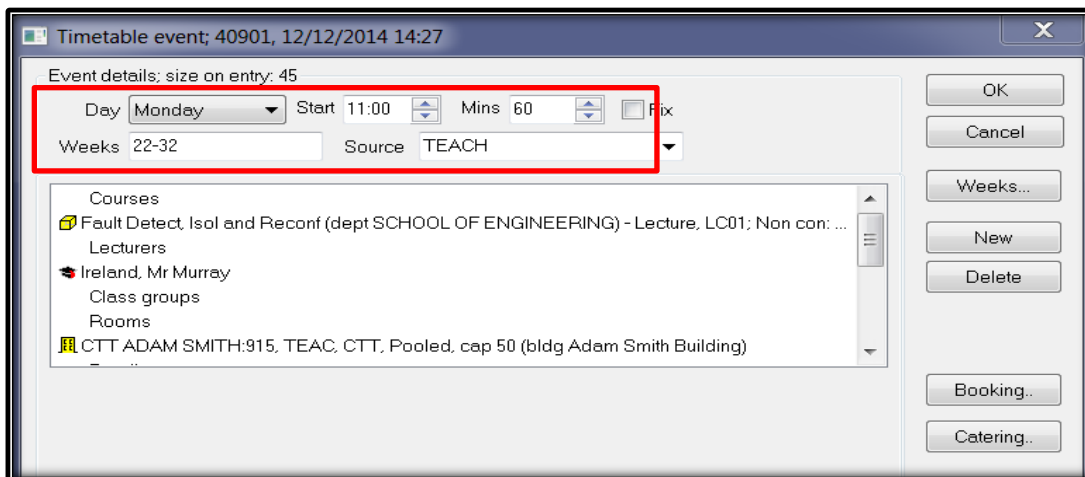 Timetable event; 40901, 12/12/2014 14:27
X
Event details; size on entry: 45
Day Monday Start 11:00 Mins 60 Fix
Weeks 22-32 Source TEACH
OK
Cancel
Weeks...
New
Delete
Booking..
Catering..
Courses
Fault Detect, Isol and Reconf (dept SCHOOL OF ENGINEERING) - Lecture, LC01; Non con: ...
Lecturers
Ireland, Mr Murray
Class groups
Rooms
CTT ADAM SMITH:915, TEAC, CTT, Pooled, cap 50 (bldg Adam Smith Building)